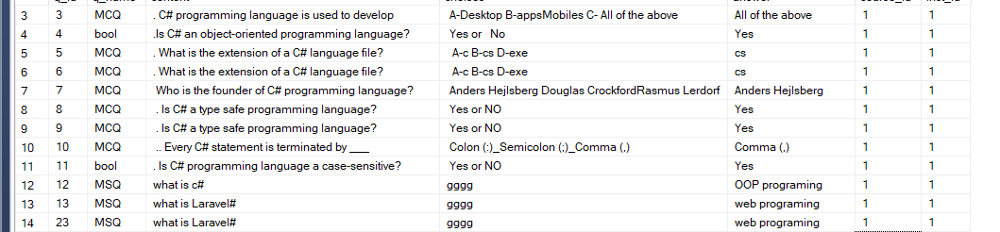 3 3 MCQ . C# programming language is used to develop A-Desktop B-appsMobiles C- All of the above All of the above 1 1
4 4 bool .Is C# an object-oriented programming language? Yes or No Yes 1 1
5 5 MCQ . What is the extension of a C# language file? A-c B-cs D-exe cs 1 1
6 6 MCQ . What is the extension of a C# language file? A-c B-cs D-exe cs 1 1
7 7 MCQ Who is the founder of C# programming language? Anders Hejlsberg Douglas CrockfordRasmus Lerdorf Anders Hejlsberg 1 1
8 8 MCQ . Is C# a type safe programming language? Yes or NO Yes 1 1
9 9 MCQ . Is C# a type safe programming language? Yes or NO Yes 1 1
10 10 MCQ .. Every C# statement is terminated by ___ Colon (:)_Semicolon (;)_Comma (,) Comma (,) 1 1
11 11 bool . Is C# programming language a case-sensitive? Yes or NO Yes 1 1
12 12 MSQ what is c# gggg OOP programing 1 1
13 13 MSQ what is Laravel# gggg web programing 1 1
14 23 MSQ what is Laravel# gggg web programing 1 1